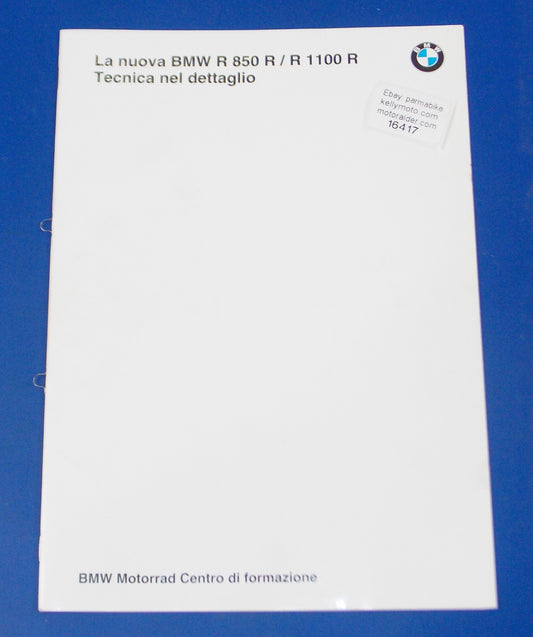 La nuova BMW R 850 R / R 1100 R
Tecnica nel dettaglio
BMW
Ebay: parmabike
kellymoto.com
motoraider.com
16417
BMW Motorrad Centro di formazione